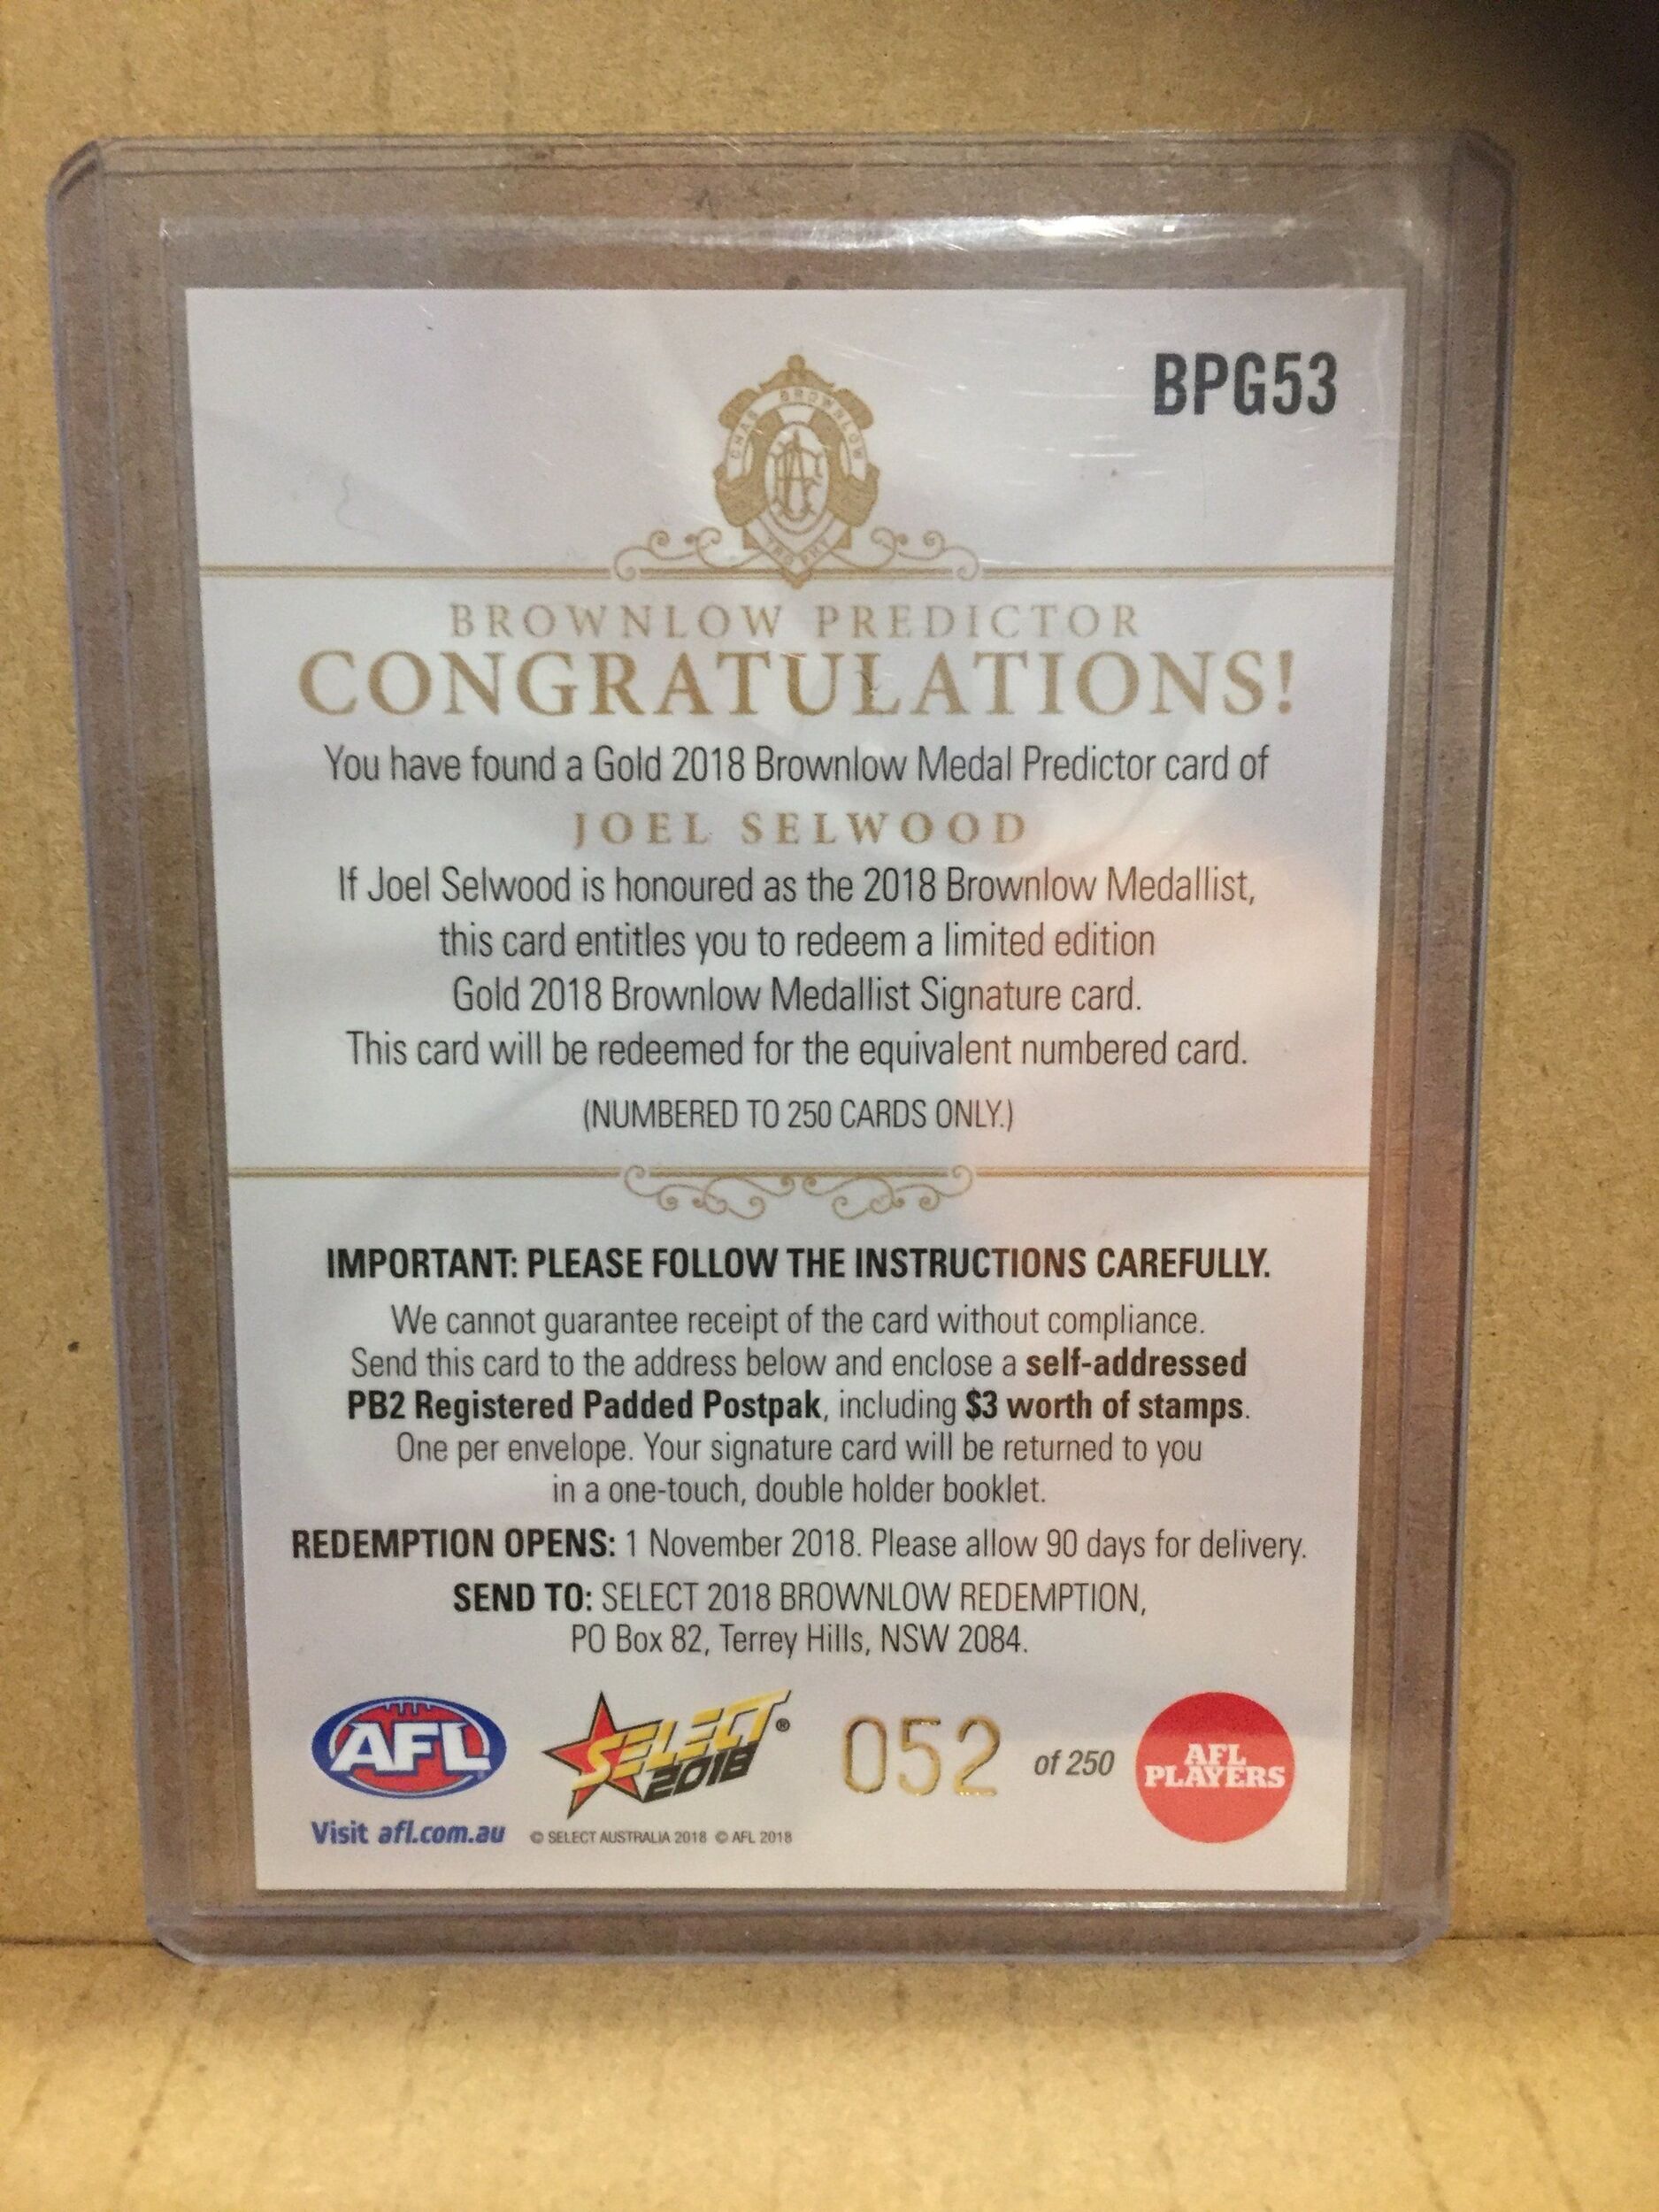 BPG53
CHAS BROWNLOW
TROPHY
BROWNLOW PREDICTOR
CONGRATULATIONS!
You have found a Gold 2018 Brownlow Medal Predictor card of
JOEL SELWOOD
If Joel Selwood is honoured as the 2018 Brownlow Medallist,
this card entitles you to redeem a limited edition
Gold 2018 Brownlow Medallist Signature card.
This card will be redeemed for the equivalent numbered card.
(NUMBERED TO 250 CARDS ONLY.)
IMPORTANT: PLEASE FOLLOW THE INSTRUCTIONS CAREFULLY.
We cannot guarantee receipt of the card without compliance.
Send this card to the address below and enclose a self-addressed
PB2 Registered Padded Postpak, including $3 worth of stamps.
One per envelope. Your signature card will be returned to you
in a one-touch, double holder booklet.
REDEMPTION OPENS: 1 November 2018. Please allow 90 days for delivery.
SEND TO: SELECT 2018 BROWNLOW REDEMPTION,
PO Box 82, Terrey Hills, NSW 2084.
AFL
SELECT ®
2018
052 of 250
AFL
PLAYERS
Visit afl.com.au
© SELECT AUSTRALIA 2018 © AFL 2018